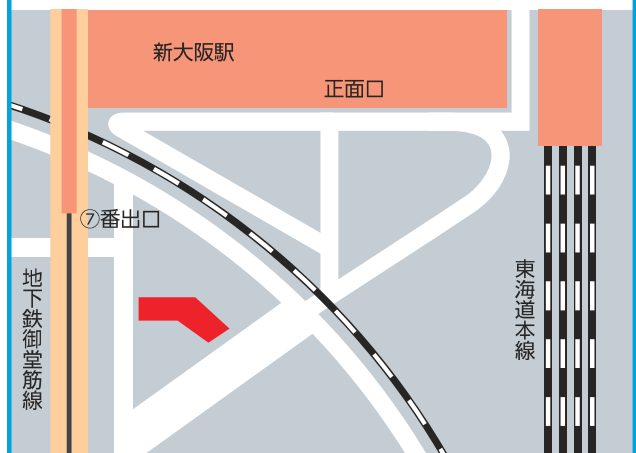 新大阪駅
正面口
⑦番出口
地下鉄御堂筋線
東海道本線